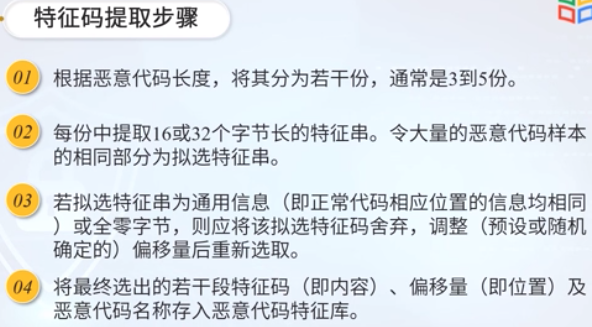 特征码提取步骤
01 根据恶意代码长度，将其分为若干份，通常是3到5份。
02 每份中提取16或32个字节长的特征串。令大量的恶意代码样本
的相同部分为拟选特征串。
03 若拟选特征串为通用信息（即正常代码相应位置的信息均相同
）或全零字节，则应将该拟选特征码舍弃，调整（预设或随机
确定的）偏移量后重新选取。
04 将最终选出的若干段特征码（即内容）、偏移量（即位置）及
恶意代码名称存入恶意代码特征库。